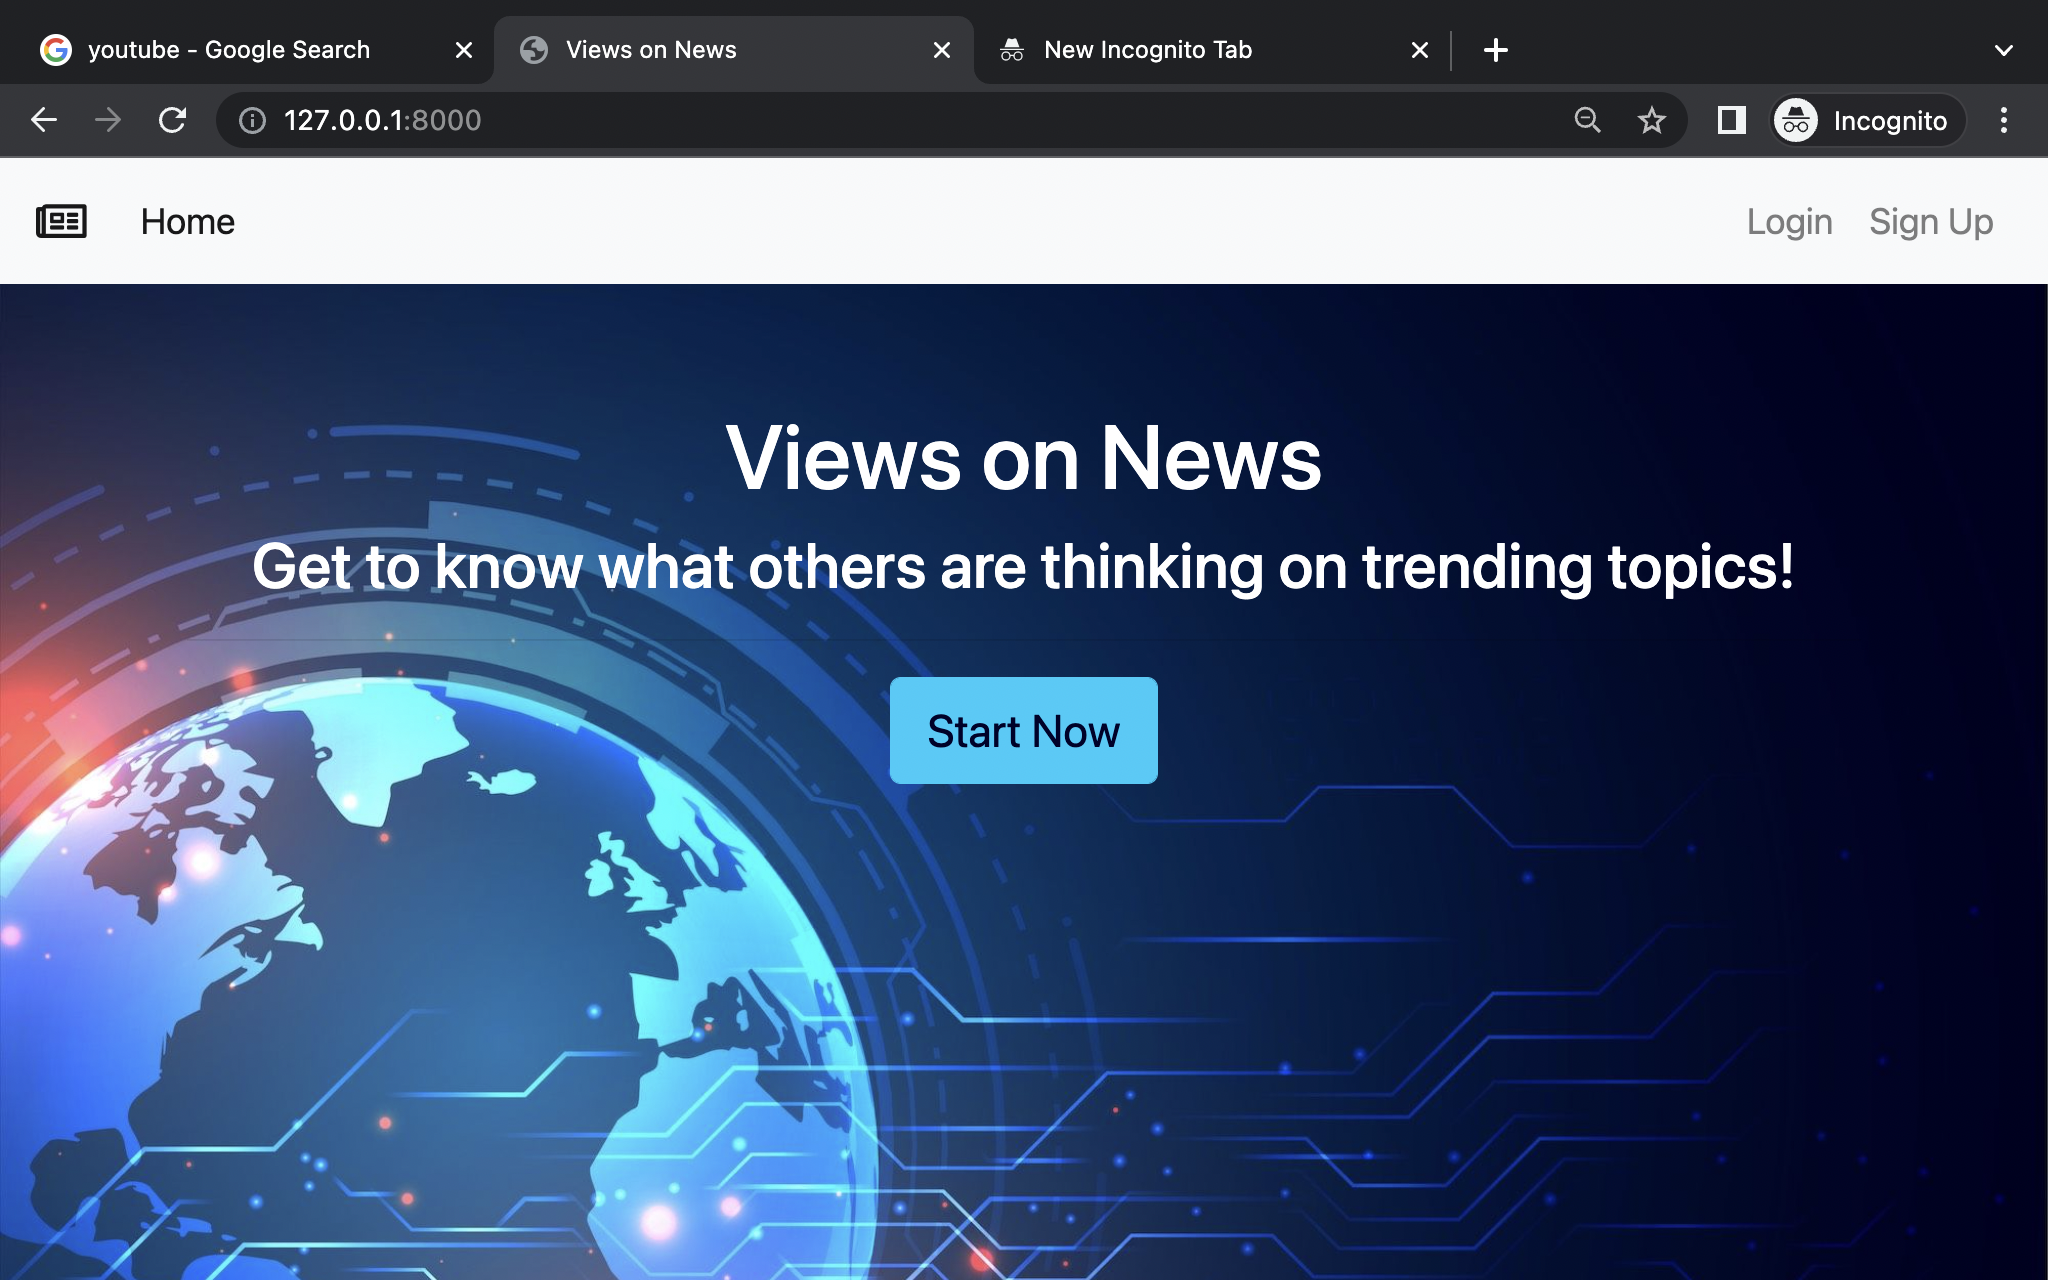 youtube - Google Search
Views on News
New Incognito Tab
127.0.0.1:8000
Incognito
Home
Login
Sign Up
Views on News
Get to know what others are thinking on trending topics!
Start Now